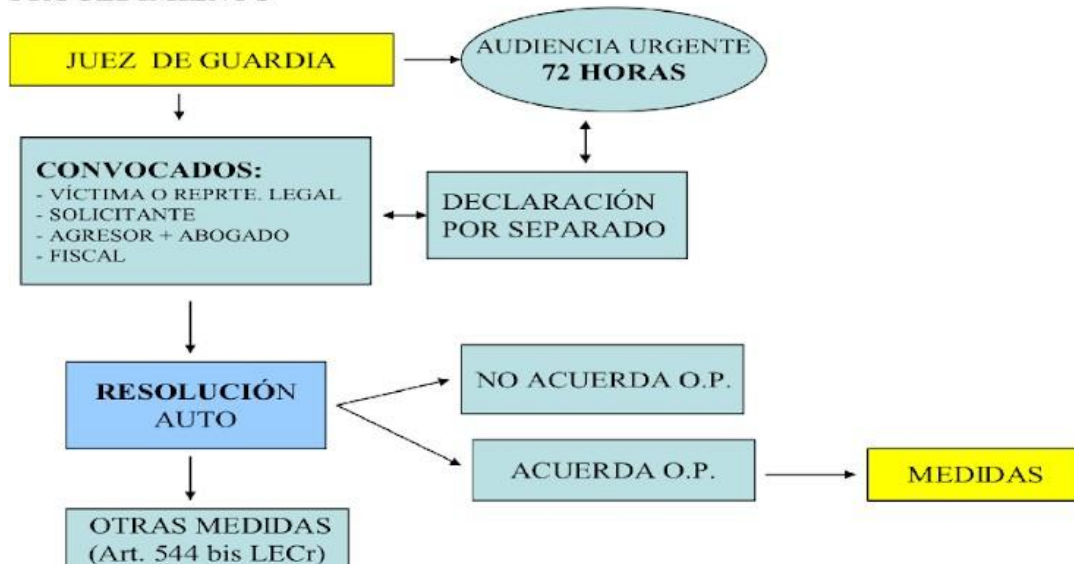 JUEZ DE GUARDIA
AUDIENCIA URGENTE
72 HORAS
CONVOCADOS:
- VÍCTIMA O REPRTE. LEGAL
- SOLICITANTE
- AGRESOR + ABOGADO
- FISCAL
DECLARACIÓN
POR SEPARADO
RESOLUCIÓN
AUTO
NO ACUERDA O.P.
ACUERDA O.P.
MEDIDAS
OTRAS MEDIDAS
(Art. 544 bis LECr)